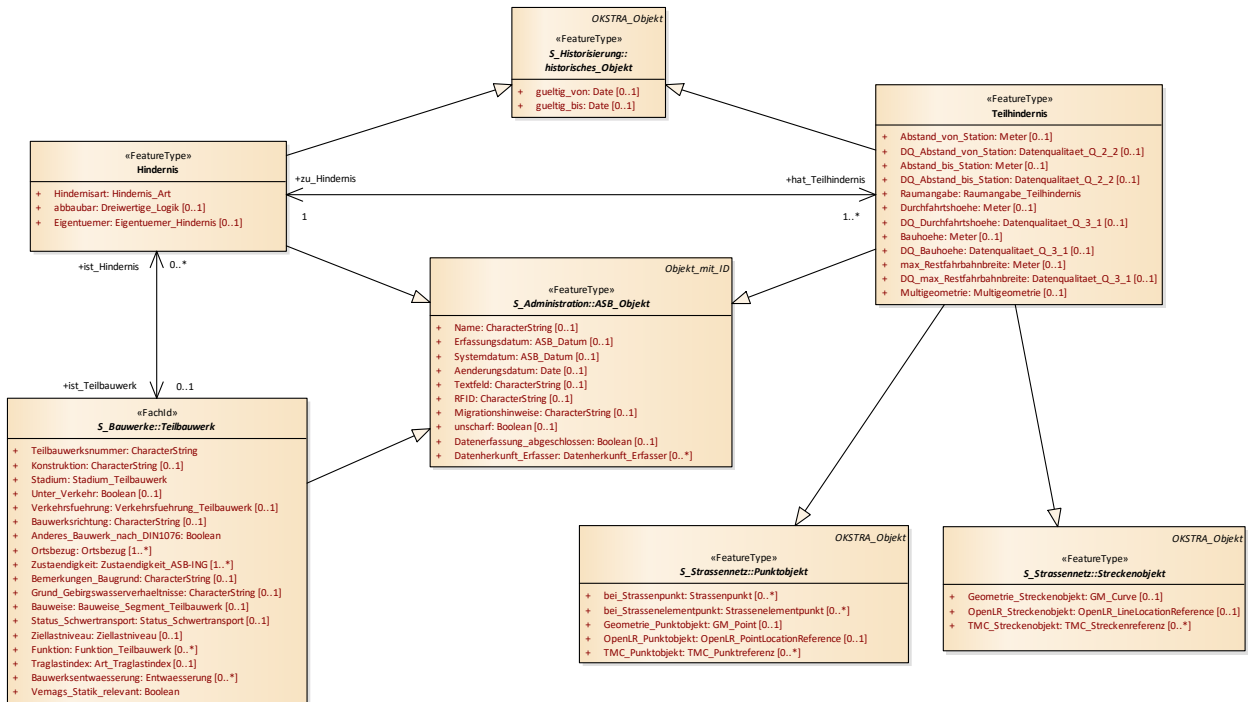 OKSTRA_Objekt
«FeatureType»
S_Historisierung::
historisches_Objekt
+ gueltig_von: Date [0..1]
+ gueltig_bis: Date [0..1]
«FeatureType»
Hindernis
+ Hindernisart: Hindernis_Art
+ abbaubar: Dreiwertige_Logik [0..1]
+ Eigentuemer: Eigentuemer_Hindernis [0..1]
«FeatureType»
Teilhindernis
+ Abstand_von_Station: Meter [0..1]
+ DQ_Abstand_von_Station: Datenqualitaet_Q_2_2 [0..1]
+ Abstand_bis_Station: Meter [0..1]
+ DQ_Abstand_bis_Station: Datenqualitaet_Q_2_2 [0..1]
+ Raumangabe: Raumangabe_Teilhindernis
+ Durchfahrtshoehe: Meter [0..1]
+ DQ_Durchfahrtshoehe: Datenqualitaet_Q_3_1 [0..1]
+ Bauhoehe: Meter [0..1]
+ DQ_Bauhoehe: Datenqualitaet_Q_3_1 [0..1]
+ max_Restfahrbahnbreite: Meter [0..1]
+ DQ_max_Restfahrbahnbreite: Datenqualitaet_Q_3_1 [0..1]
+ Multigeometrie: Multigeometrie [0..1]
+zu_Hindernis
+hat_Teilhindernis
1
1..*
+ist_Hindernis
0..*
+ist_Teilbauwerk
0..1
Objekt_mit_ID
«FeatureType»
S_Administration::ASB_Objekt
+ Name: CharacterString [0..1]
+ Erfassungsdatum: ASB_Datum [0..1]
+ Systemdatum: ASB_Datum [0..1]
+ Aenderungsdatum: Date [0..1]
+ Textfeld: CharacterString [0..1]
+ RFID: CharacterString [0..1]
+ Migrationshinweise: CharacterString [0..1]
+ unscharf: Boolean [0..1]
+ Datenerfassung_abgeschlossen: Boolean [0..1]
+ Datenherkunft_Erfasser: Datenherkunft_Erfasser [0..*]
«FachId»
S_Bauwerke::Teilbauwerk
+ Teilbauwerksnummer: CharacterString
+ Konstruktion: CharacterString [0..1]
+ Stadium: Stadium_Teilbauwerk
+ Unter_Verkehr: Boolean [0..1]
+ Verkehrsfuehrung: Verkehrsfuehrung_Teilbauwerk [0..1]
+ Bauwerksrichtung: CharacterString [0..1]
+ Anderes_Bauwerk_nach_DIN1076: Boolean
+ Ortsbezug: Ortsbezug [1..*]
+ Zustaendigkeit: Zustaendigkeit_ASB-ING [1..*]
+ Bemerkungen_Baugrund: CharacterString [0..1]
+ Grund_Gebirgswasserverhaeltnisse: CharacterString [0..1]
+ Bauweise: Bauweise_Segment_Teilbauwerk [0..1]
+ Status_Schwertransport: Status_Schwertransport [0..1]
+ Ziellastniveau: Ziellastniveau [0..1]
+ Funktion: Funktion_Teilbauwerk [0..*]
+ Traglastindex: Art_Traglastindex [0..1]
+ Bauwerksentwaesserung: Entwaesserung [0..*]
+ Vemags_Statik_relevant: Boolean
OKSTRA_Objekt
«FeatureType»
S_Strassennetz::Punktobjekt
+ bei_Strassenpunkt: Strassenpunkt [0..*]
+ bei_Strassenelementpunkt: Strassenelementpunkt [0..*]
+ Geometrie_Punktobjekt: GM_Point [0..1]
+ OpenLR_Punktobjekt: OpenLR_PointLocationReference [0..1]
+ TMC_Punktobjekt: TMC_Punktreferenz [0..*]
OKSTRA_Objekt
«FeatureType»
S_Strassennetz::Streckenobjekt
+ Geometrie_Streckenobjekt: GM_Curve [0..1]
+ OpenLR_Streckenobjekt: OpenLR_LineLocationReference [0..1]
+ TMC_Streckenobjekt: TMC_Streckenreferenz [0..*]